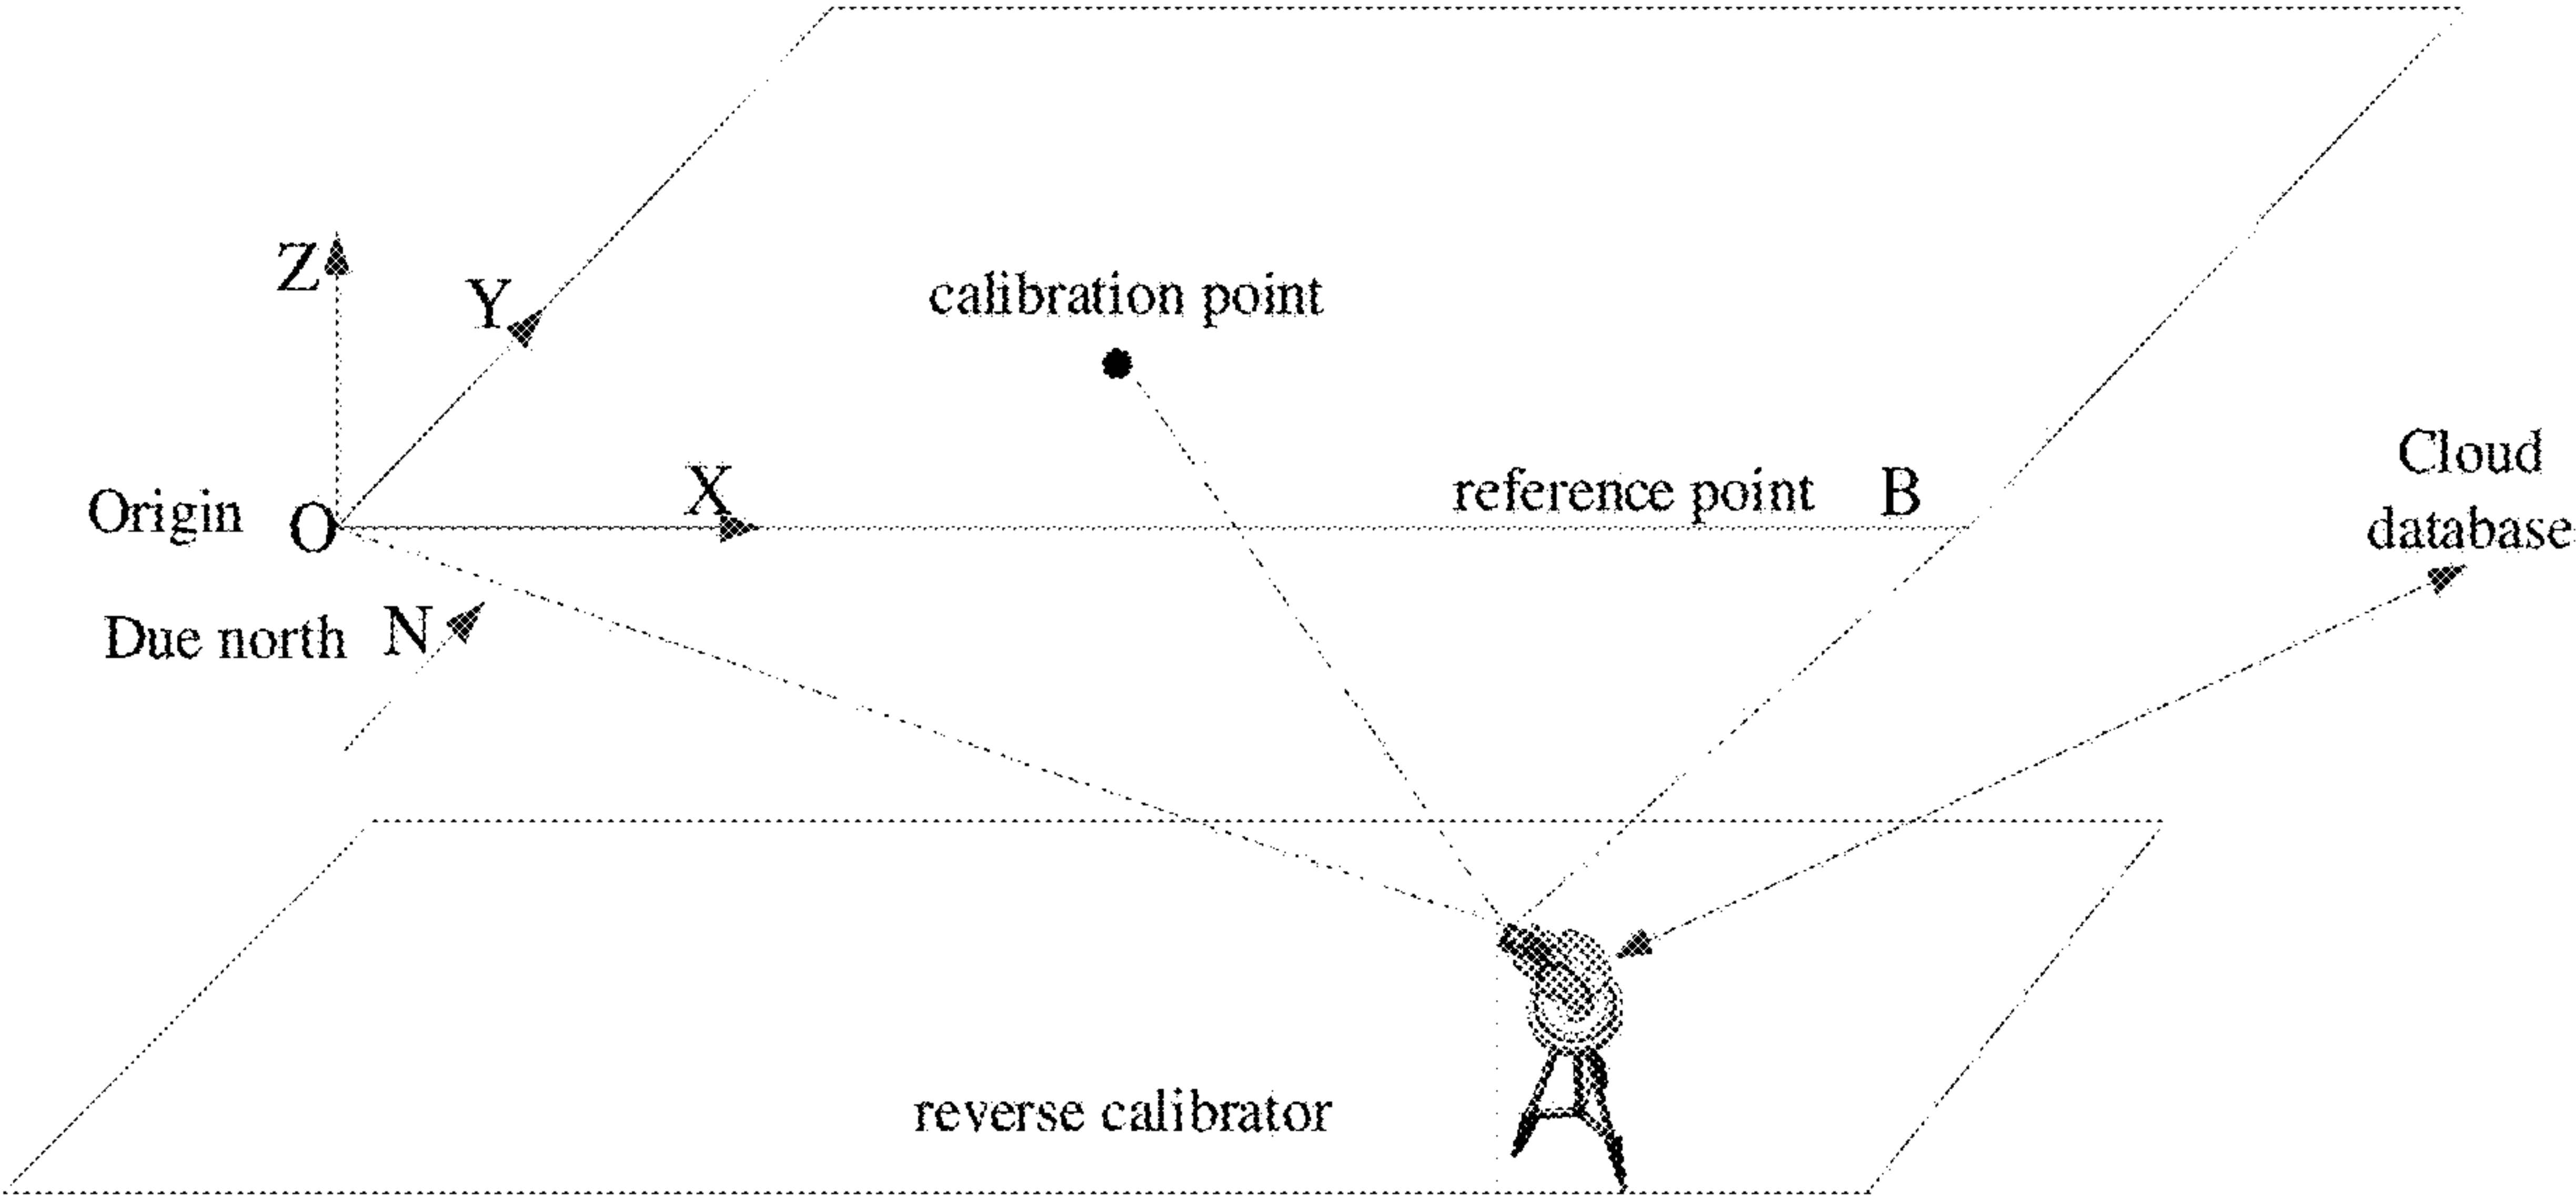 Z
Y
calibration point
X
reference point B
Cloud
database
Origin O
Due north N
reverse calibrator